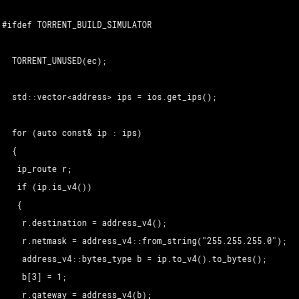 #ifdef TORRENT_BUILD_SIMULATOR
TORRENT_UNUSED(ec);
std::vector<address> ips = ios.get_ips();
for (auto const& ip : ips)
{
ip_route r;
if (ip.is_v4())
{
r.destination = address_v4();
r.netmask = address_v4::from_string("255.255.255.0");
address_v4::bytes_type b = ip.to_v4().to_bytes();
b[3] = 1;
r.gateway = address_v4(b);